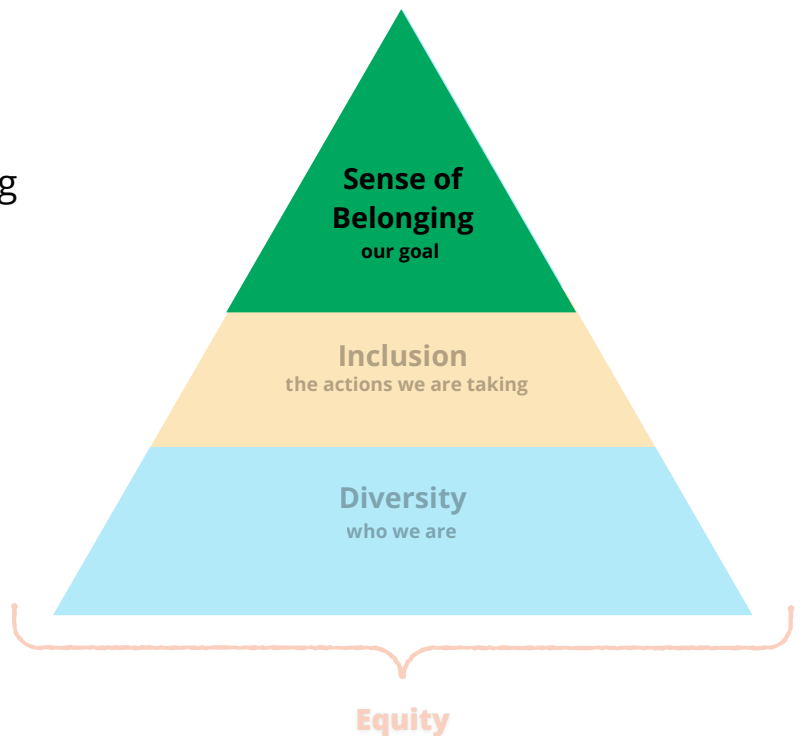 g
Sense of
Belonging
our goal
Inclusion
the actions we are taking
Diversity
who we are
Equity